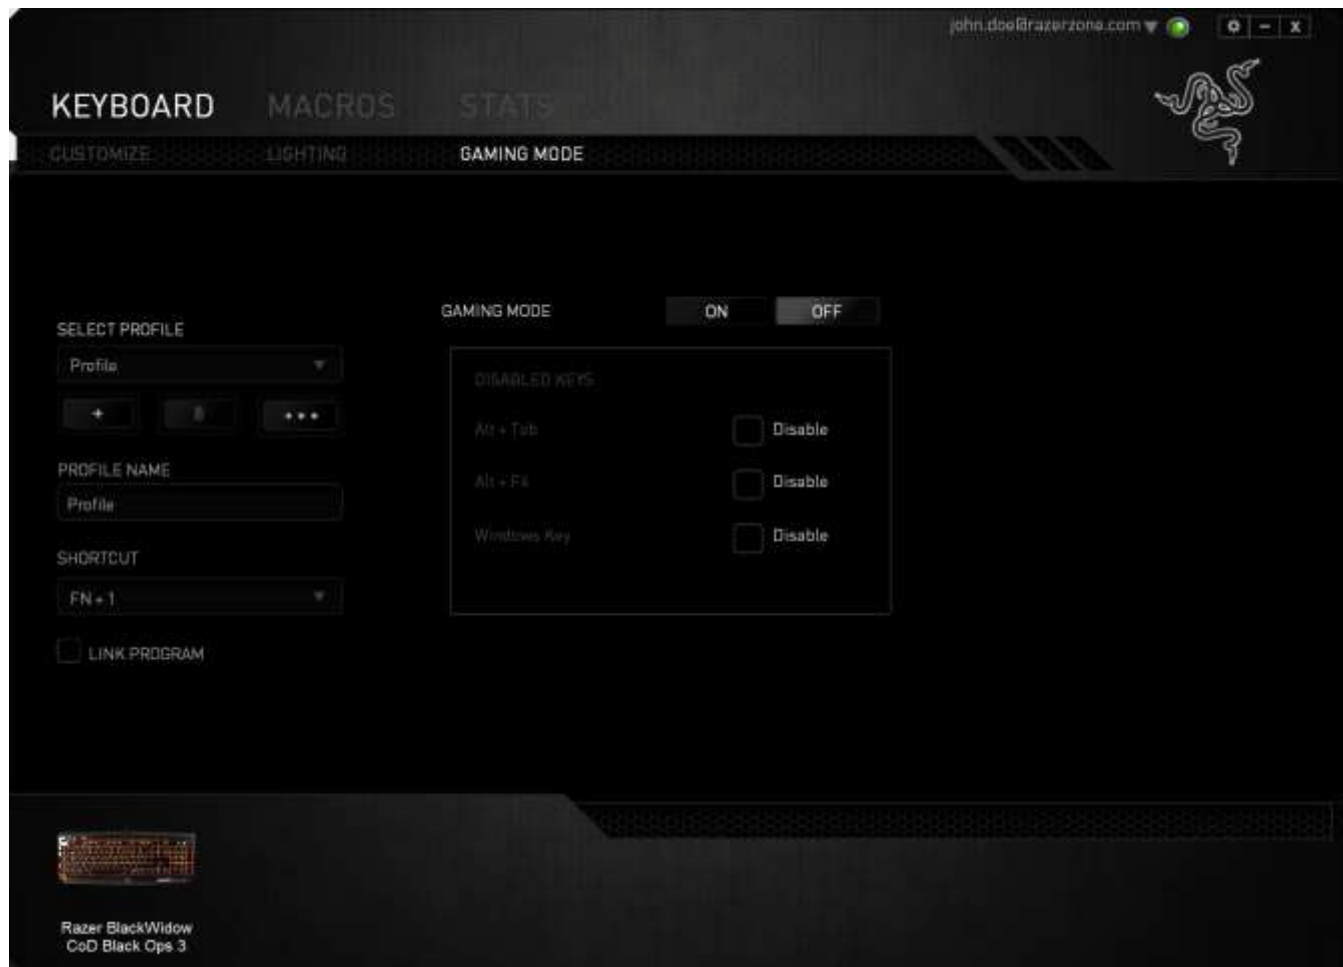 john.doe@razerzone.com
KEYBOARD MACROS STATS
CUSTOMIZE LIGHTING GAMING MODE
SELECT PROFILE
Profile
+
PROFILE NAME
Profile
SHORTCUT
FN + 1
LINK PROGRAM
GAMING MODE ON OFF
DISABLED KEYS
Alt + Tab Disable
Alt + F4 Disable
Windows Key Disable
Razer BlackWidow
CoD Black Ops 3